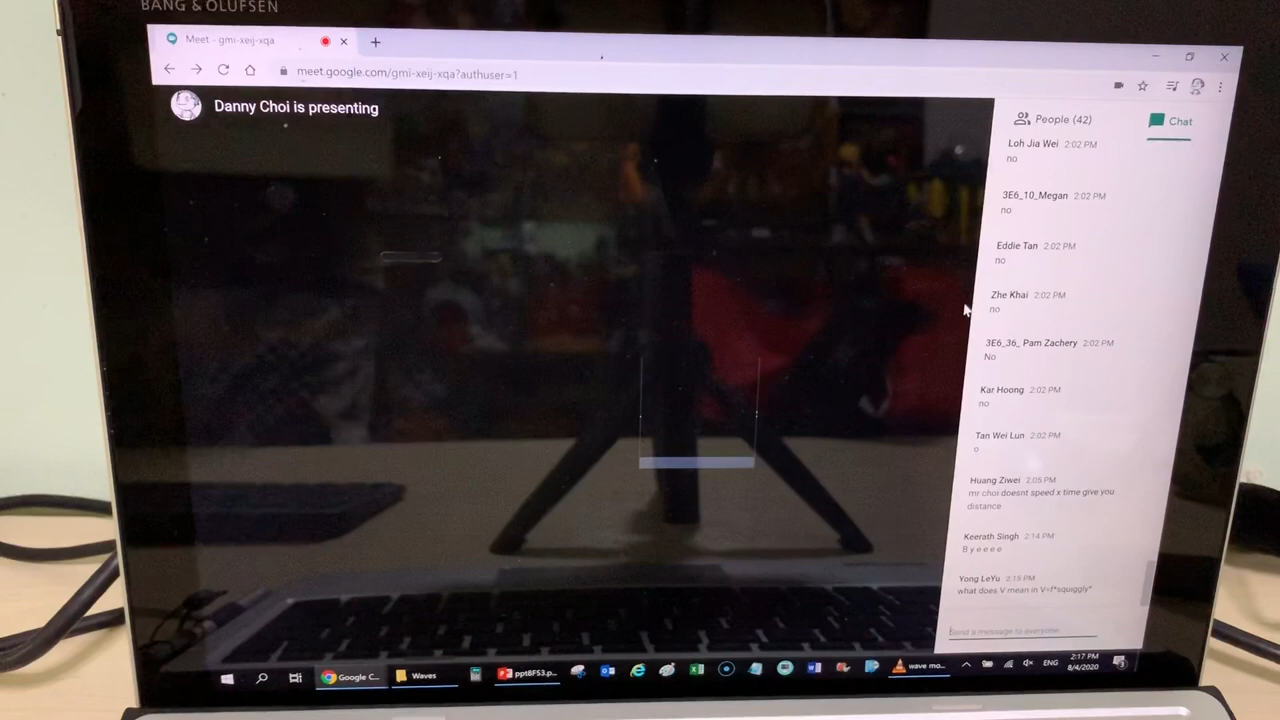 BANG & OLUFSEN
Meet - gmi-xeij-xqa
meet.google.com/gmi-xeij-xqa?authuser=1
Danny Choi is presenting
People (42)
Chat
Loh Jia Wei 2:02 PM
no
3E6_10_Megan 2:02 PM
no
Eddie Tan 2:02 PM
no
Zhe Khai 2:02 PM
no
3E6_36_ Pam Zachery 2:02 PM
No
Kar Hoong 2:02 PM
no
Tan Wei Lun 2:02 PM
o
Huang Ziwei 2:05 PM
mr choi doesnt speed x time give you
distance
Keerath Singh 2:14 PM
B y e e e e
Yong LeYu 2:15 PM
what does V mean in V=f*squiggly"
Send a message to everyone
Google C...
Waves
ppt8FS3.p...
wave mo...
ENG
2:17 PM
8/4/2020
3